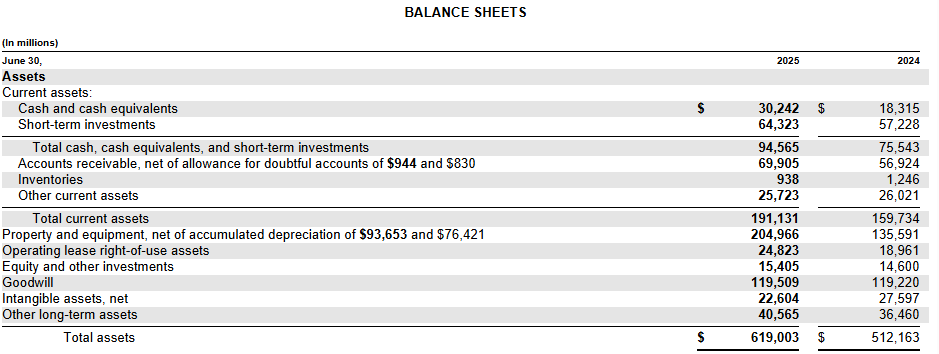 BALANCE SHEETS
(In millions)
June 30, 2025 2024
Assets
Current assets:
Cash and cash equivalents $ 30,242 $ 18,315
Short-term investments 64,323 57,228
Total cash, cash equivalents, and short-term investments 94,565 75,543
Accounts receivable, net of allowance for doubtful accounts of $944 and $830 69,905 56,924
Inventories 938 1,246
Other current assets 25,723 26,021
Total current assets 191,131 159,734
Property and equipment, net of accumulated depreciation of $93,653 and $76,421 204,966 135,591
Operating lease right-of-use assets 24,823 18,961
Equity and other investments 15,405 14,600
Goodwill 119,509 119,220
Intangible assets, net 22,604 27,597
Other long-term assets 40,565 36,460
Total assets $ 619,003 $ 512,163